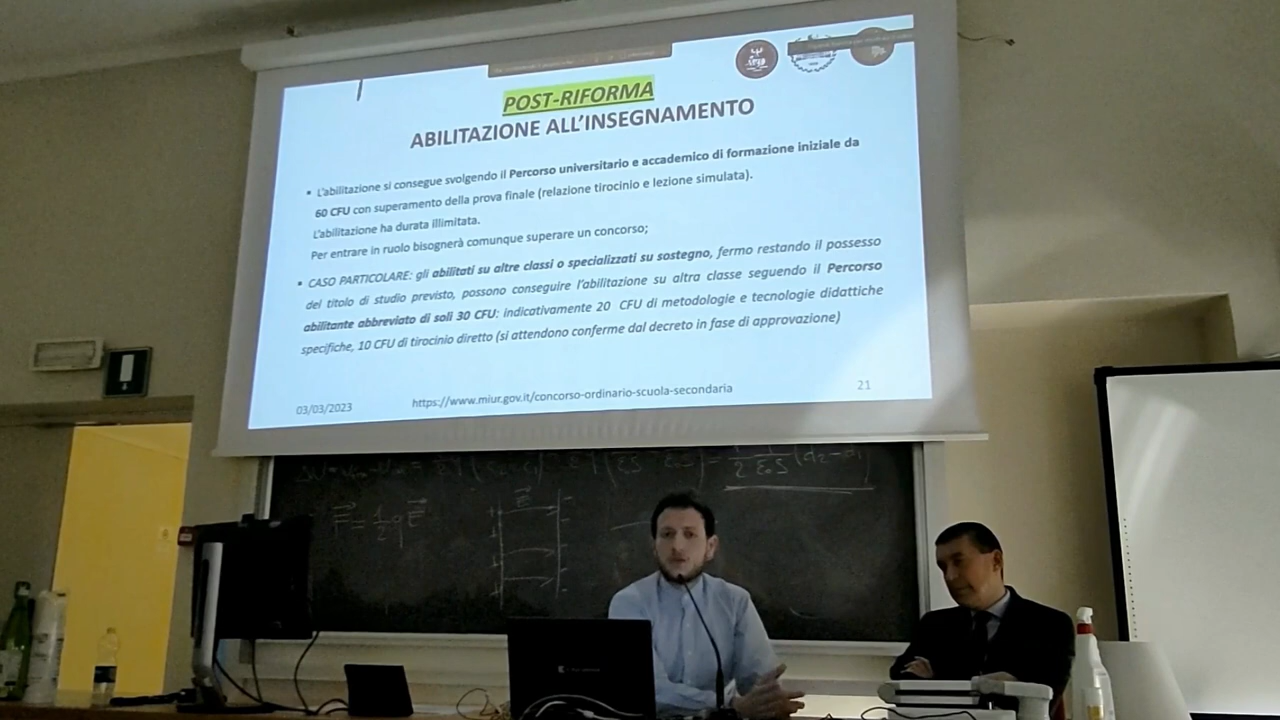 POST-RIFORMA
ABILITAZIONE ALL'INSEGNAMENTO
▪ L'abilitazione si consegue svolgendo il Percorso universitario e accademico di formazione iniziale da
60 CFU con superamento della prova finale (relazione tirocinio e lezione simulata).
L'abilitazione ha durata illimitata.
Per entrare in ruolo bisognerà comunque superare un concorso;
▪ CASO PARTICOLARE: gli abilitati su altre classi o specializzati su sostegno, fermo restando il possesso
del titolo di studio previsto, possono conseguire l'abilitazione su altra classe seguendo il Percorso
abilitante abbreviato di soli 30 CFU: indicativamente 20 CFU di metodologie e tecnologie didattiche
specifiche, 10 CFU di tirocinio diretto (si attendono conferme dal decreto in fase di approvazione)
03/03/2023
https://www.miur.gov.it/concorso-ordinario-scuola-secondaria
21
F = 1/2 q E
E